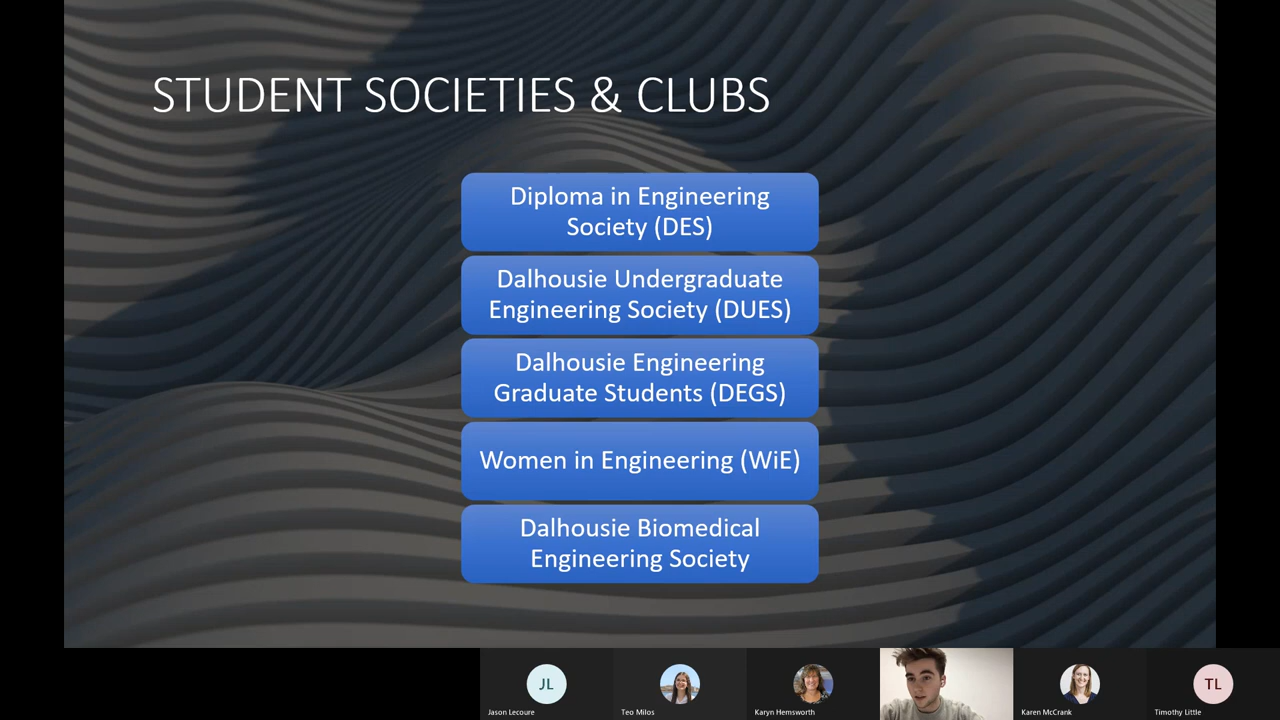 STUDENT SOCIETIES & CLUBS
Diploma in Engineering
Society (DES)
Dalhousie Undergraduate
Engineering Society (DUES)
Dalhousie Engineering
Graduate Students (DEGS)
Women in Engineering (WiE)
Dalhousie Biomedical
Engineering Society
JL
TL
Jason Lecoure
Teo Milos
Karyn Hemsworth
Karen McCrank
Timothy Little